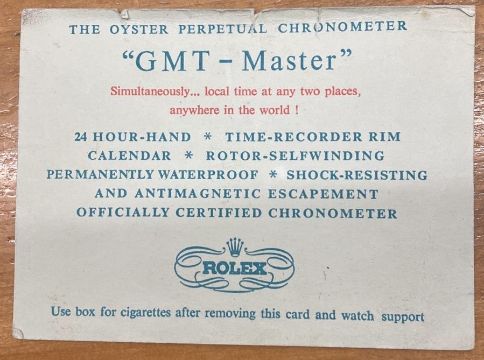 THE OYSTER PERPETUAL CHRONOMETER
“GMT – Master”
Simultaneously... local time at any two places,
anywhere in the world !
24 HOUR-HAND * TIME-RECORDER RIM
CALENDAR * ROTOR-SELFWINDING
PERMANENTLY WATERPROOF * SHOCK-RESISTING
AND ANTIMAGNETIC ESCAPEMENT
OFFICIALLY CERTIFIED CHRONOMETER
ROLEX
Use box for cigarettes after removing this card and watch support